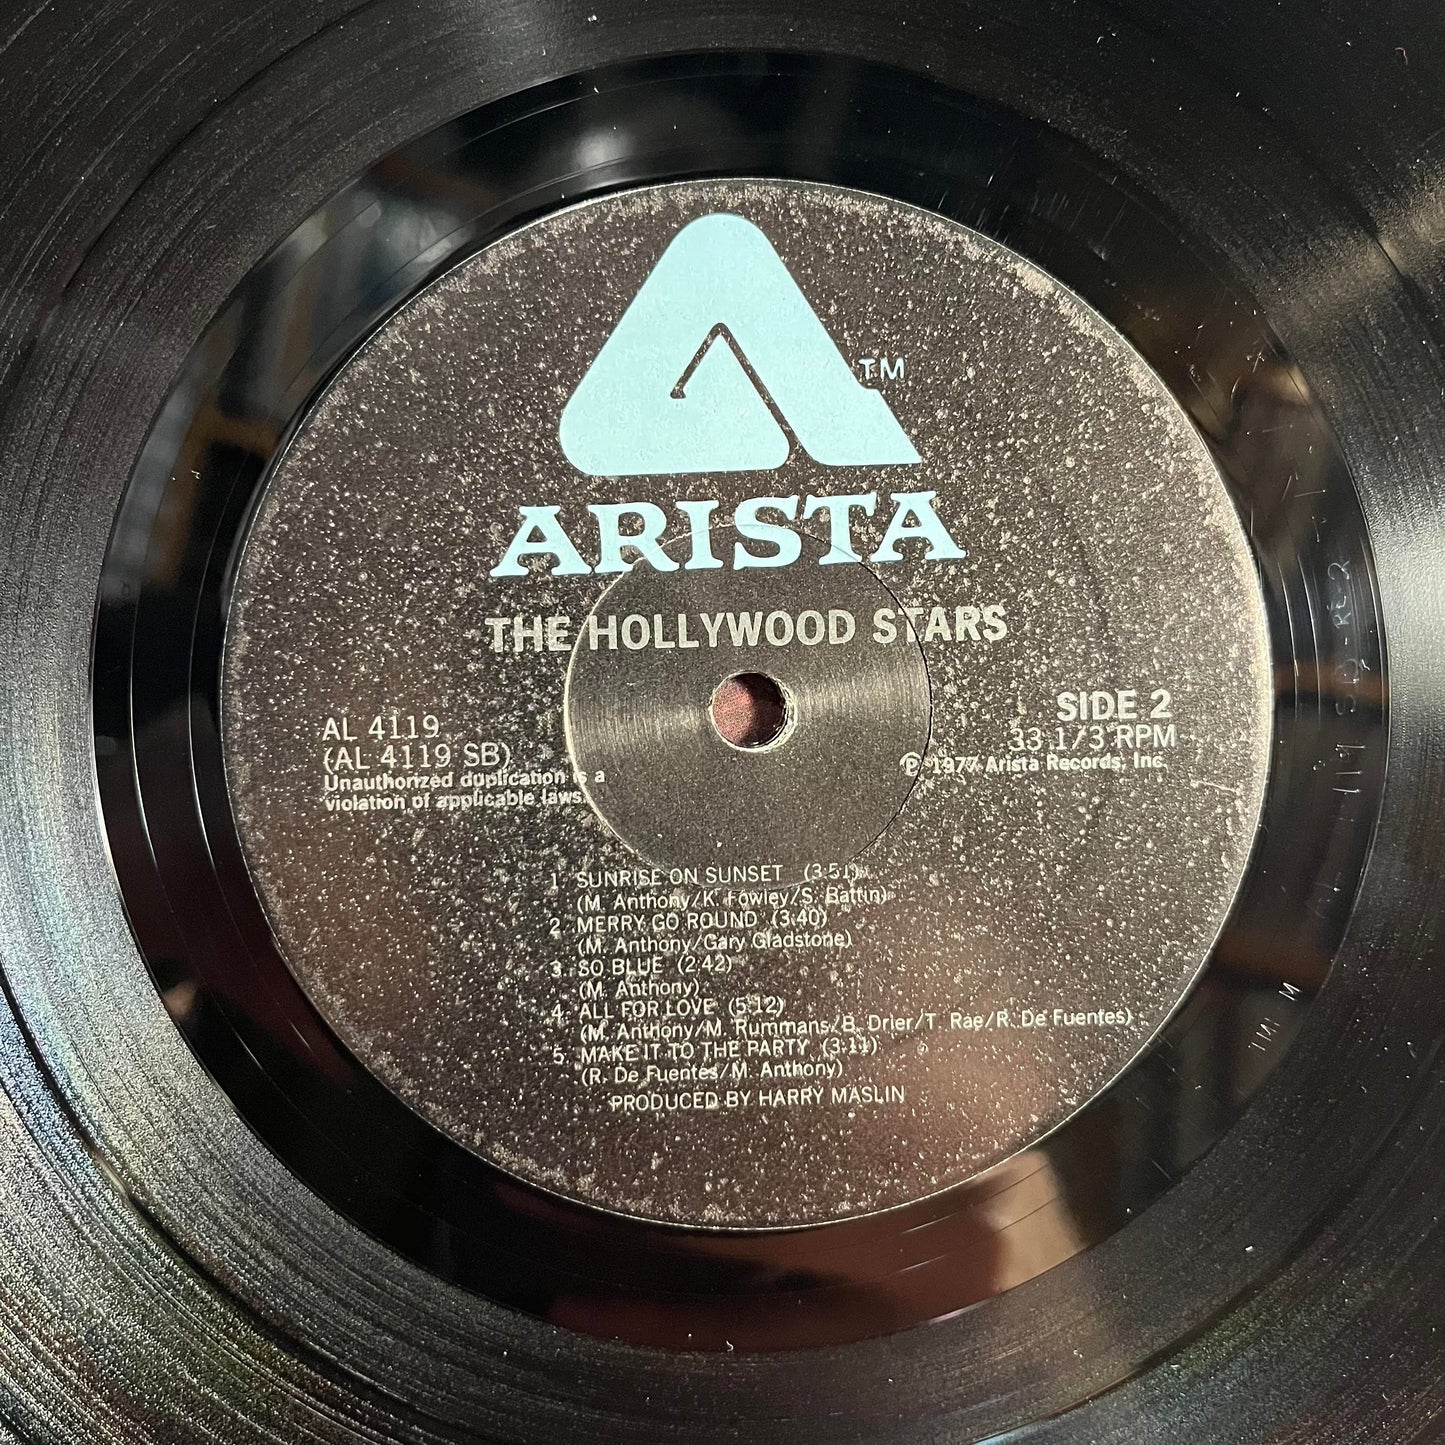 TM
ARISTA
THE HOLLYWOOD STARS
AL 4119
(AL 4119 SB)
Unauthorized duplication is a
violation of applicable laws.
SIDE 2
33 1/3 RPM
℗ 1977 Arista Records, Inc.
1 SUNRISE ON SUNSET (3:51)
(M. Anthony/K. Fowley/S. Battin)
2 MERRY GO ROUND (3:40)
(M. Anthony/Gary Gladstone)
3 SO BLUE (2:42)
(M. Anthony)
4 ALL FOR LOVE (5:12)
(M. Anthony/M. Rummans/B. Drier/T. Rae/R. De Fuentes)
5 MAKE IT TO THE PARTY (3:11)
(R. De Fuentes/M. Anthony)
PRODUCED BY HARRY MASLIN